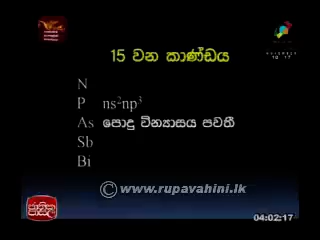 15 වන කාණ්ඩය
N
P ns²np³
As පොදු වින්‍යාසය පවතී
Sb
Bi
©www.rupavahini.lk
04:02:17